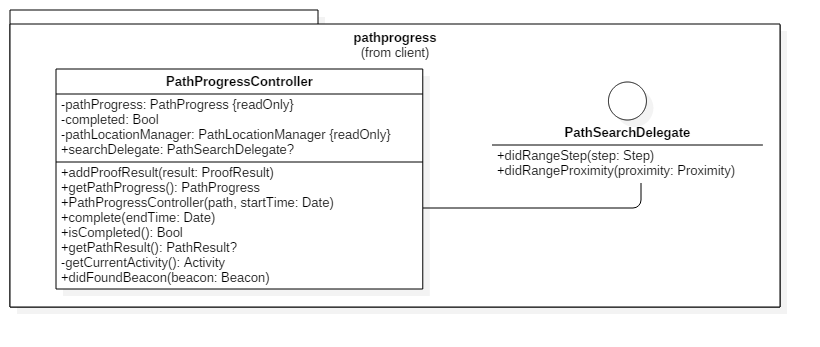 pathprogress
(from client)
PathProgressController
-pathProgress: PathProgress {readOnly}
-completed: Bool
-pathLocationManager: PathLocationManager {readOnly}
+searchDelegate: PathSearchDelegate?
+addProofResult(result: ProofResult)
+getPathProgress(): PathProgress
+PathProgressController(path, startTime: Date)
+complete(endTime: Date)
+isCompleted(): Bool
+getPathResult(): PathResult?
-getCurrentActivity(): Activity
+didFoundBeacon(beacon: Beacon)
PathSearchDelegate
+didRangeStep(step: Step)
+didRangeProximity(proximity: Proximity)